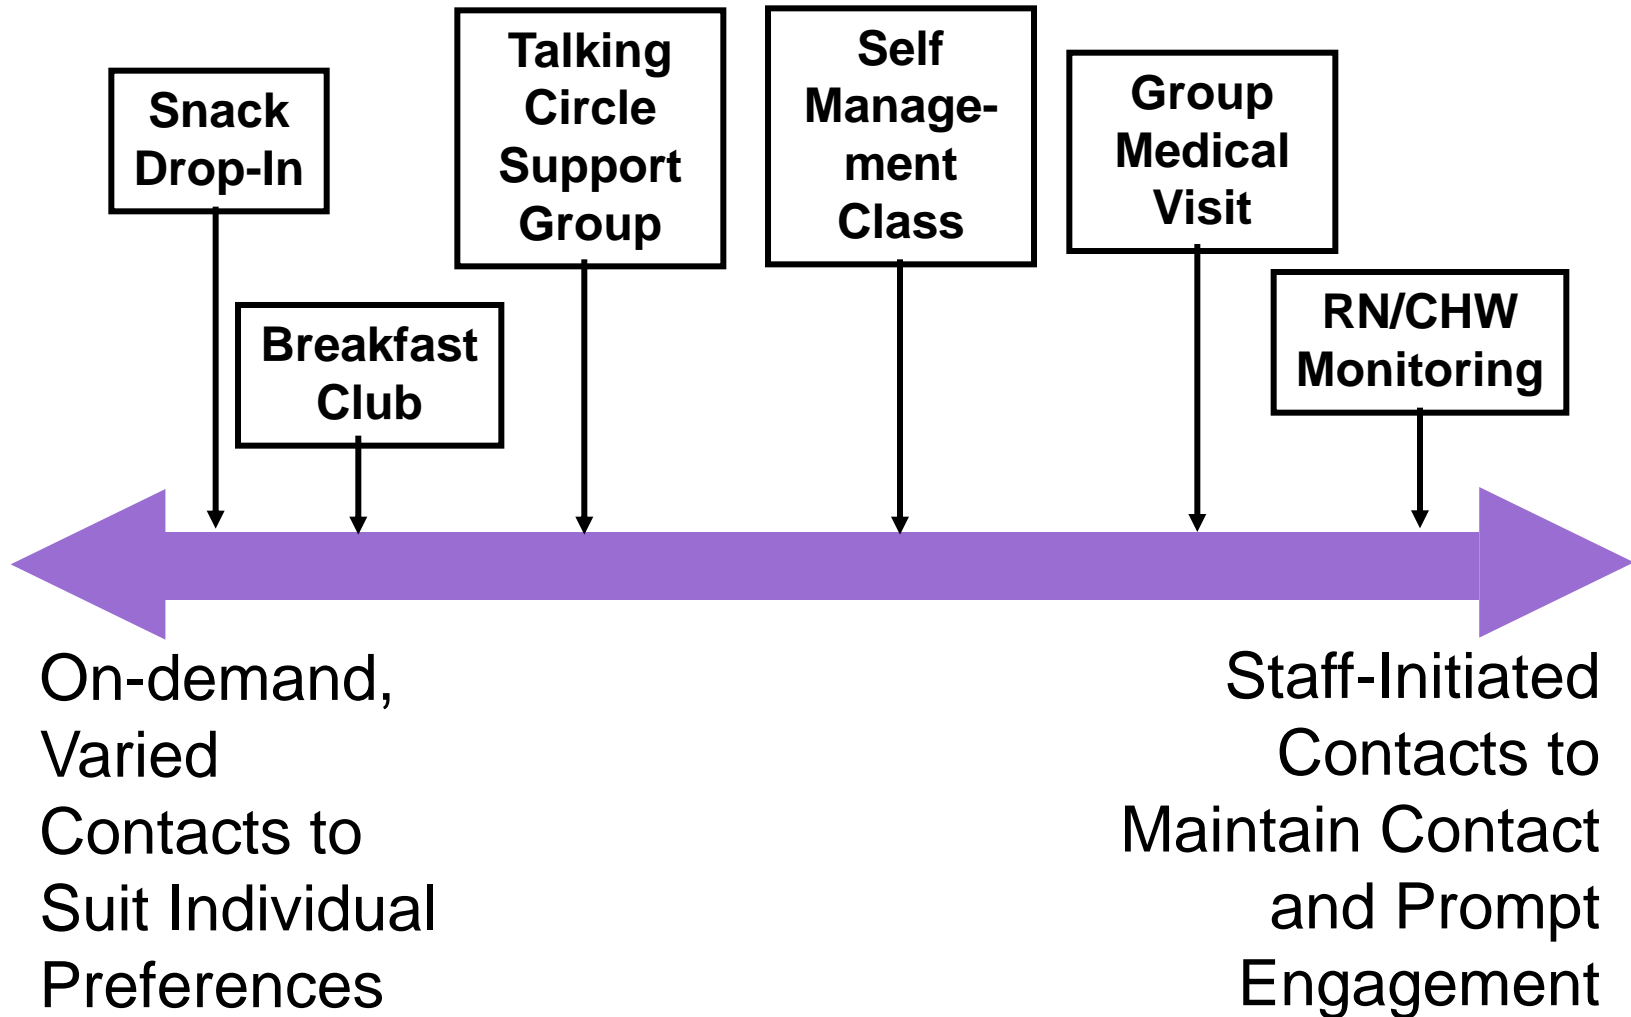 Snack
Drop-In
Breakfast
Club
Talking
Circle
Support
Group
Self
Manage-
ment
Class
Group
Medical
Visit
RN/CHW
Monitoring
On-demand,
Varied
Contacts to
Suit Individual
Preferences
Staff-Initiated
Contacts to
Maintain Contact
and Prompt
Engagement